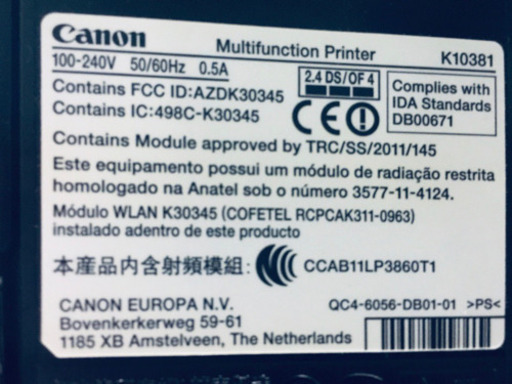 Canon Multifunction Printer K10381
100-240V 50/60Hz 0.5A
2.4 DS/OF 4
Complies with
IDA Standards
DB00671
Contains FCC ID:AZDK30345
Contains IC:498C-K30345
CE
Contains Module approved by TRC/SS/2011/145
Este equipamento possui um módulo de radiação restrita
homologado na Anatel sob o número 3577-11-4124.
Módulo WLAN K30345 (COFETEL RCPCAK311-0963)
instalado adentro de este producto
本產品內含射頻模組: CCAB11LP3860T1
CANON EUROPA N.V. QC4-6056-DB01-01 >PS<
Bovenkerkerweg 59-61
1185 XB Amstelveen, The Netherlands